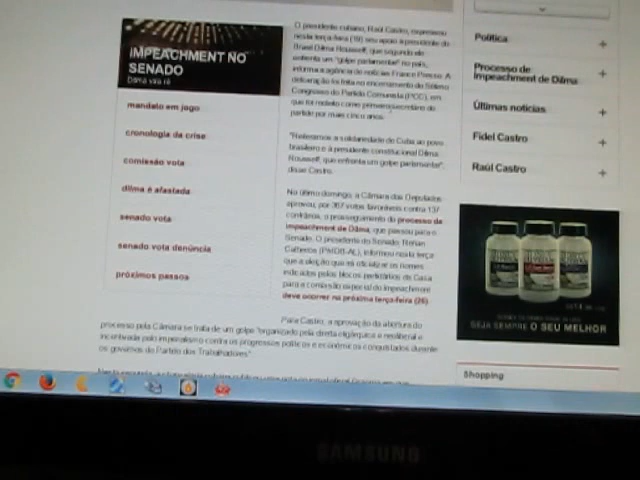 IMPEACHMENT NO
SENADO
Dilma vira ré
mandato em jogo
cronologia da crise
comissão vota
dilma é afastada
senado vota
senado vota denúncia
próximos passos
O presidente cubano, Raúl Castro, expressou
nesta terça-feira (19) seu apoio à presidente do
Brasil Dilma Rousseff, que segundo ele
enfrenta um "golpe parlamentar" no país,
informa a agência de notícias France Presse. A
declaração foi feita no encerramento do Sétimo
Congresso do Partido Comunista (PCC), em
que foi reeleito como primeiro-secretário do
partido por mais cinco anos.
"Reiteramos a solidariedade de Cuba ao povo
brasileiro e à presidente constitucional Dilma
Rousseff, que enfrenta um golpe parlamentar",
disse Castro.
No último domingo, a Câmara dos Deputados
aprovou, por 367 votos favoráveis contra 137
contrários, o prosseguimento do processo de
impeachment de Dilma, que passou para o
Senado. O presidente do Senado, Renan
Calheiros (PMDB-AL), informou nesta terça
que a eleição que irá oficializar os nomes
indicados pelos blocos partidários da Casa
para a comissão especial do impeachment
deve ocorrer na próxima terça-feira (26)
Para Castro, a aprovação da abertura do
processo pela Câmara se trata de um golpe "organizado pela direita oligárquica e neoliberal e
incentivada pelo imperialismo contra os progressos políticos e econômicos conquistados durante
os governos do Partido dos Trabalhadores".
Política +
Processo de
Impeachment de Dilma +
Últimas notícias +
Fidel Castro +
Raúl Castro +
SEJA SEMPRE O SEU MELHOR
Shopping
SAMSUNG